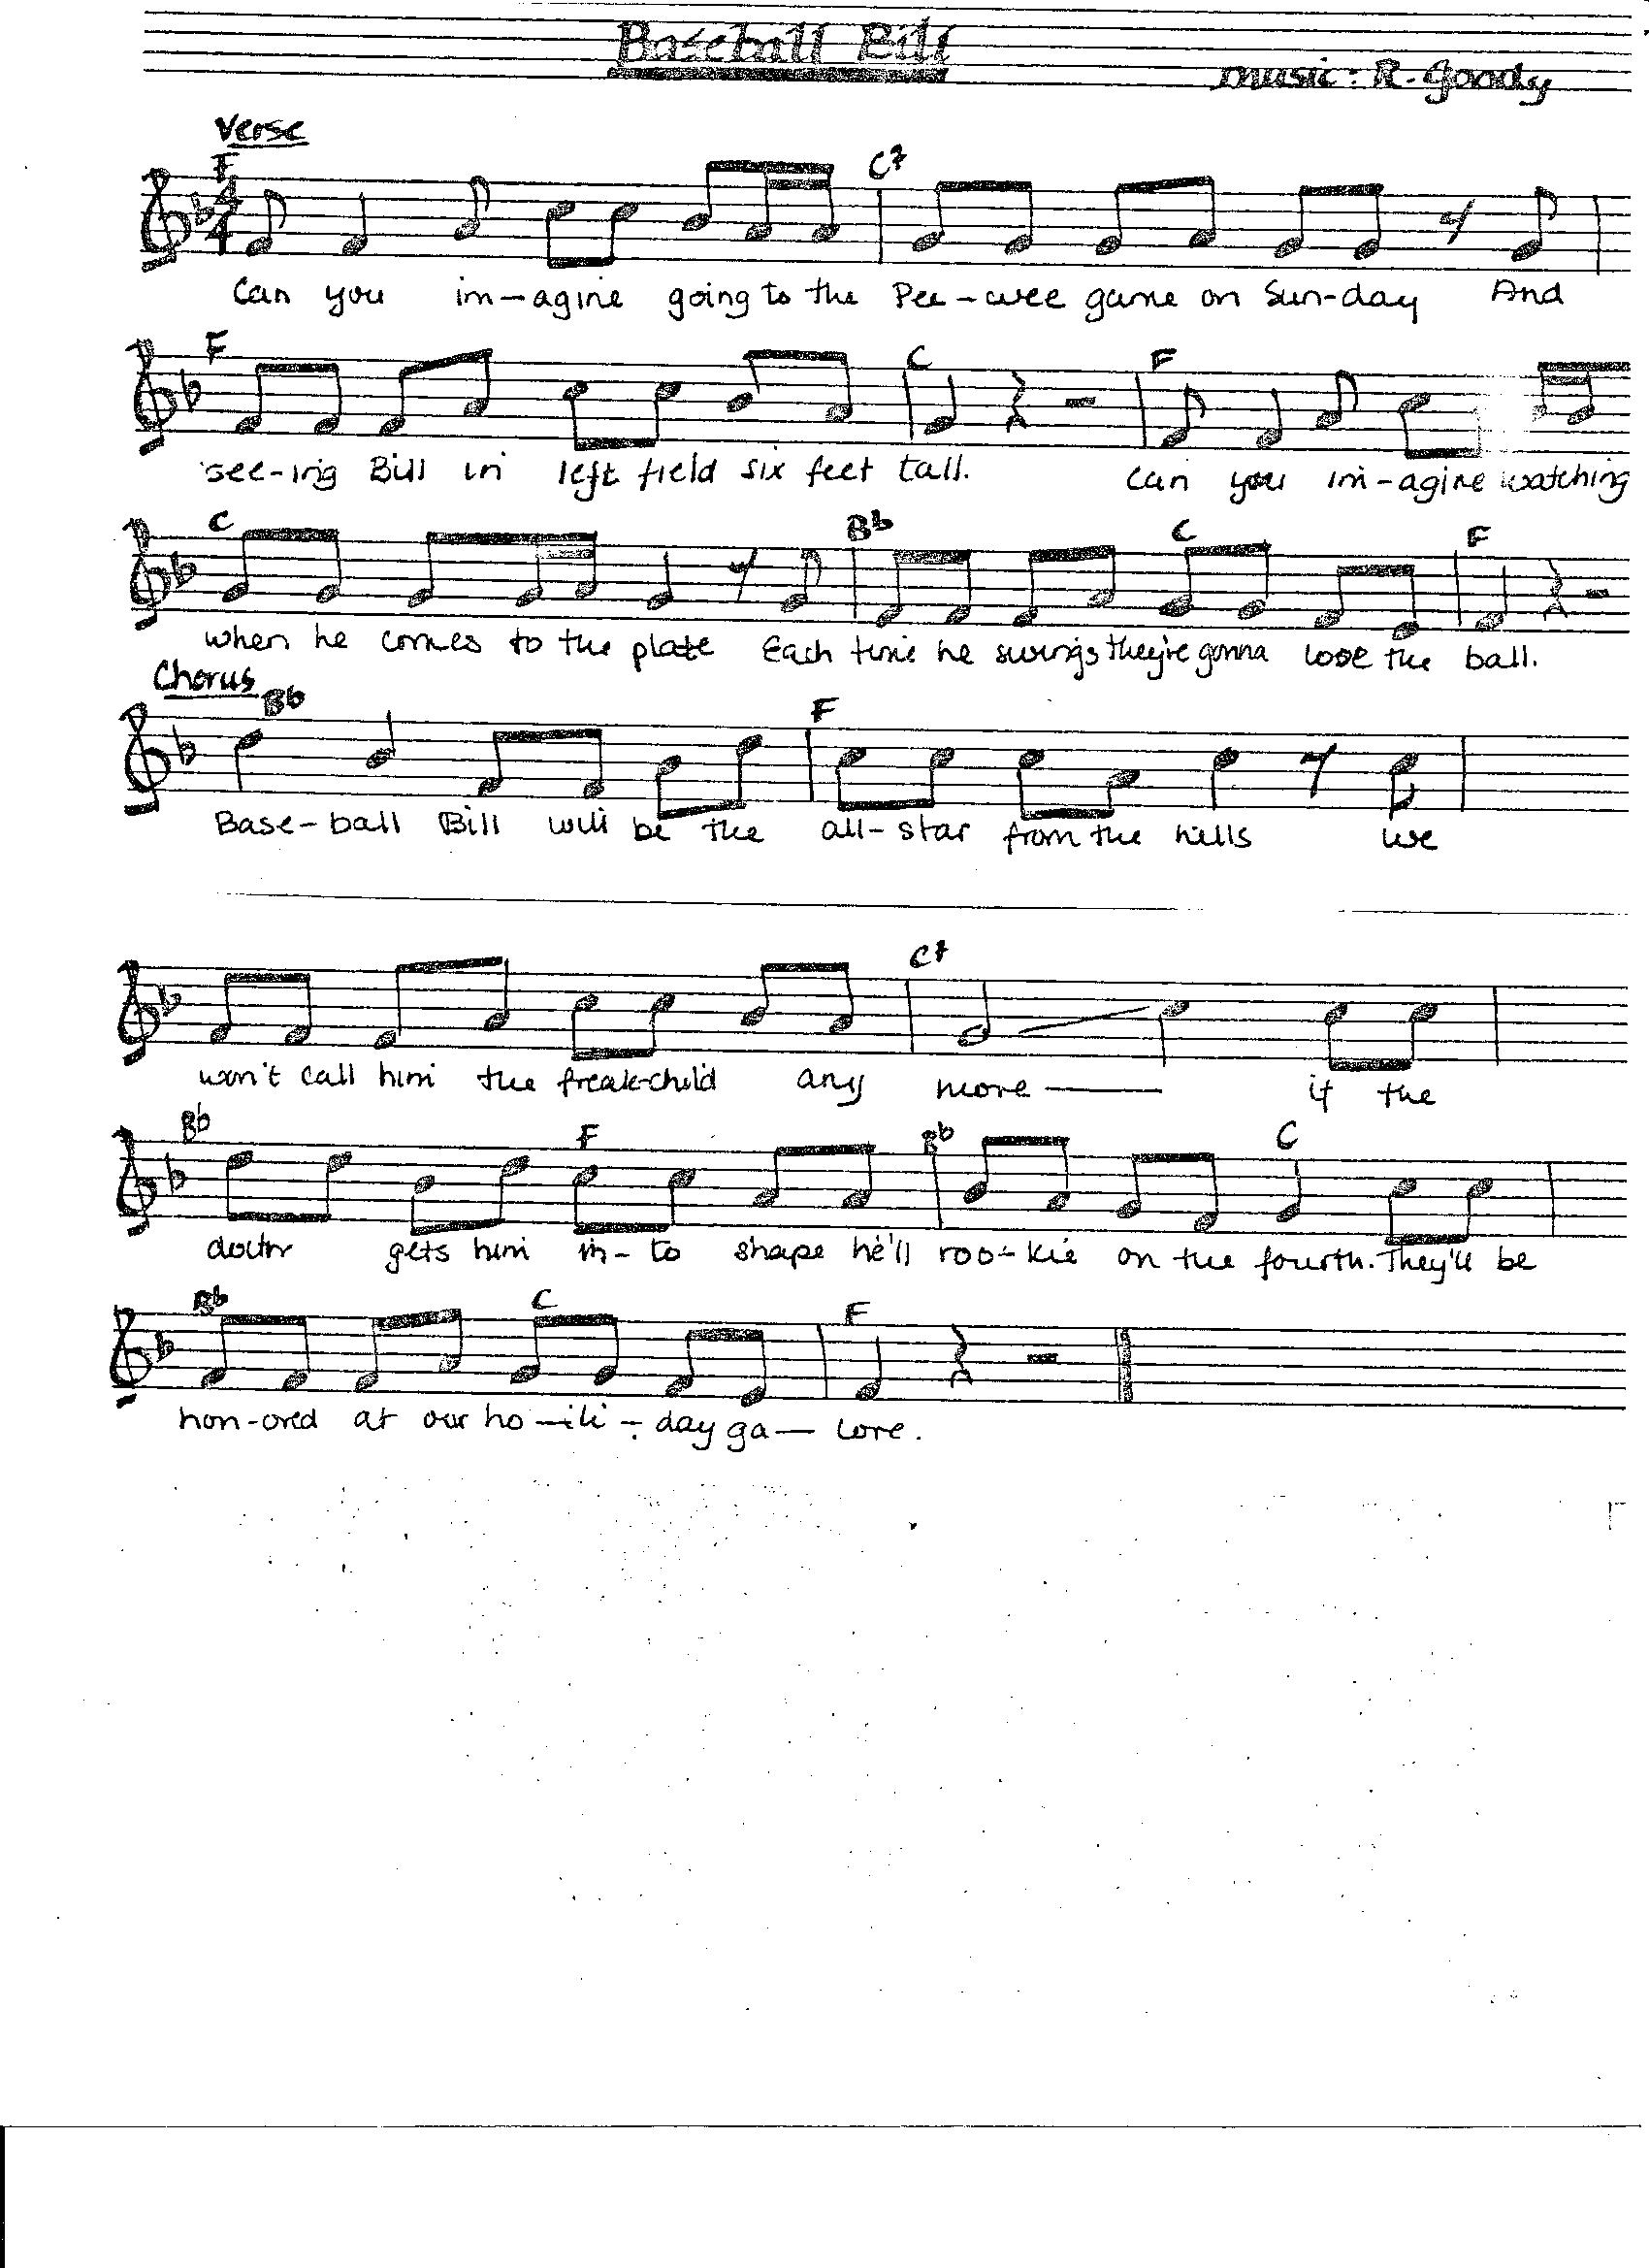 Baseball Bill
music: R. Goody
Verse
F C7
4
4
Can you im-agine going to the Pee-wee game on Sun-day And
F C F
see-ing Bill in left field six feet tall. Can you im-agine watching
C Bb C F
when he comes to the plate Each time he swings they're gonna lose the ball.
Chorus
Bb F
Base-ball Bill will be the all-star from the hills we
C7
won't call him the freak-child any more— if the
Bb F Bb C
gets him in-to shape he'll roo-kie on the fourth. They'll be
Bb C F
hon-ored at our ho-li-day ga-lore.